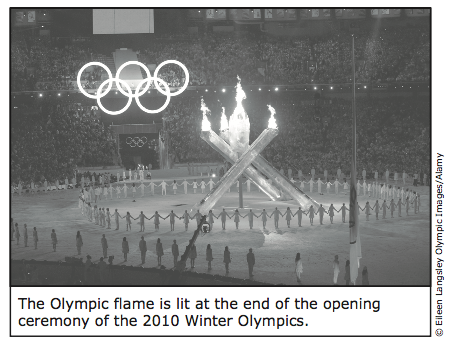 The Olympic flame is lit at the end of the opening
ceremony of the 2010 Winter Olympics.
© Eileen Langsley Olympic Images/Alamy